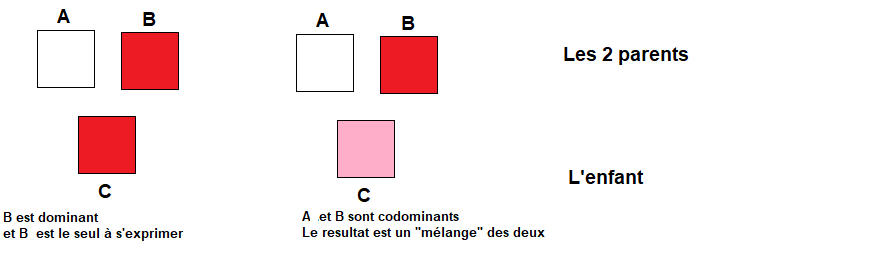 A B A B
Les 2 parents
C C
L'enfant
B est dominant
et B est le seul à s'exprimer
A .et B sont codominants
Le resultat est un "mélange" des deux